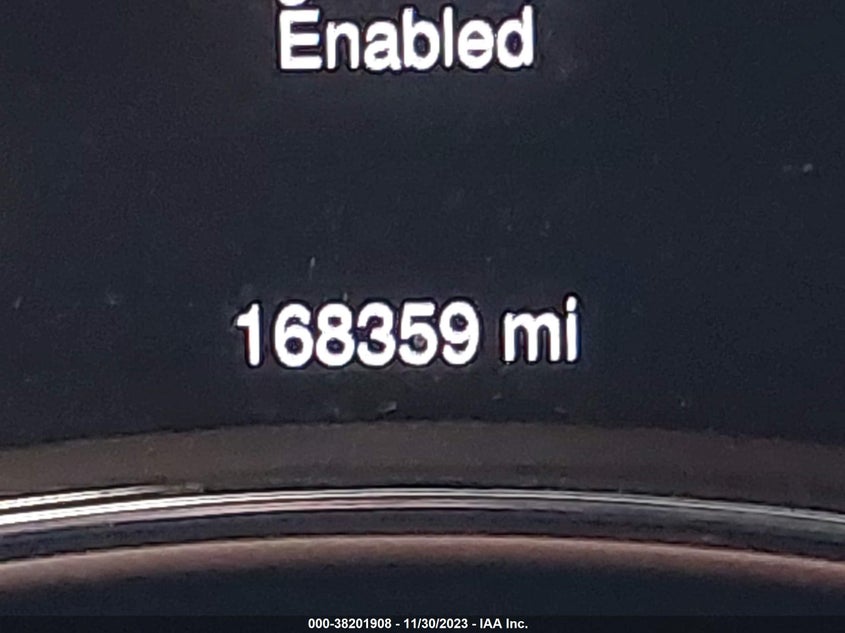 Enabled
168359 mi
000-38201908 - 11/30/2023 - IAA Inc.